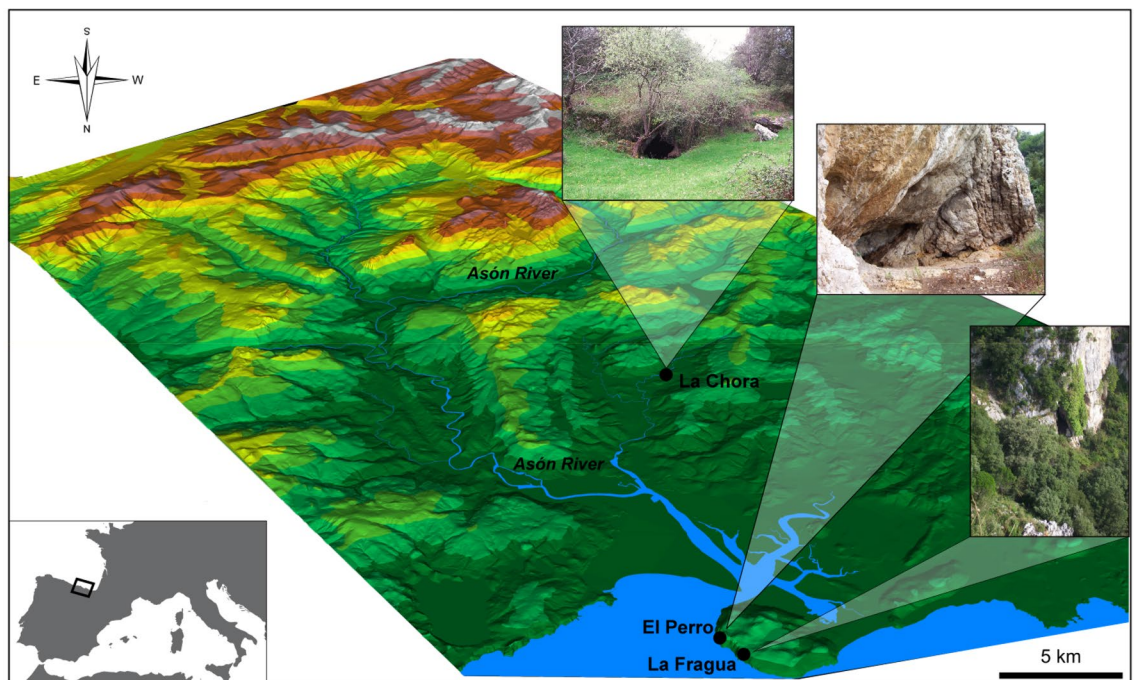 S
E
W
N
Asón River
La Chora
Asón River
El Perro
La Fragua
5 km